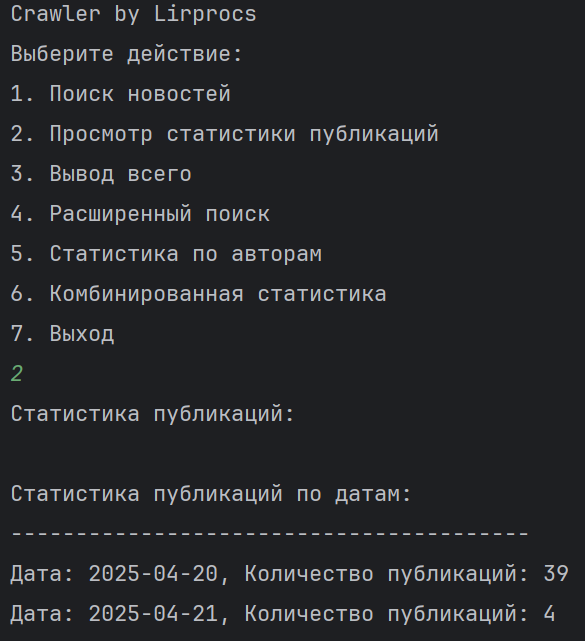 Crawler by Lirprocs
Выберите действие:
1. Поиск новостей
2. Просмотр статистики публикаций
3. Вывод всего
4. Расширенный поиск
5. Статистика по авторам
6. Комбинированная статистика
7. Выход
2
Статистика публикаций:
Статистика публикаций по датам:
----------------------------------------
Дата: 2025-04-20, Количество публикаций: 39
Дата: 2025-04-21, Количество публикаций: 4